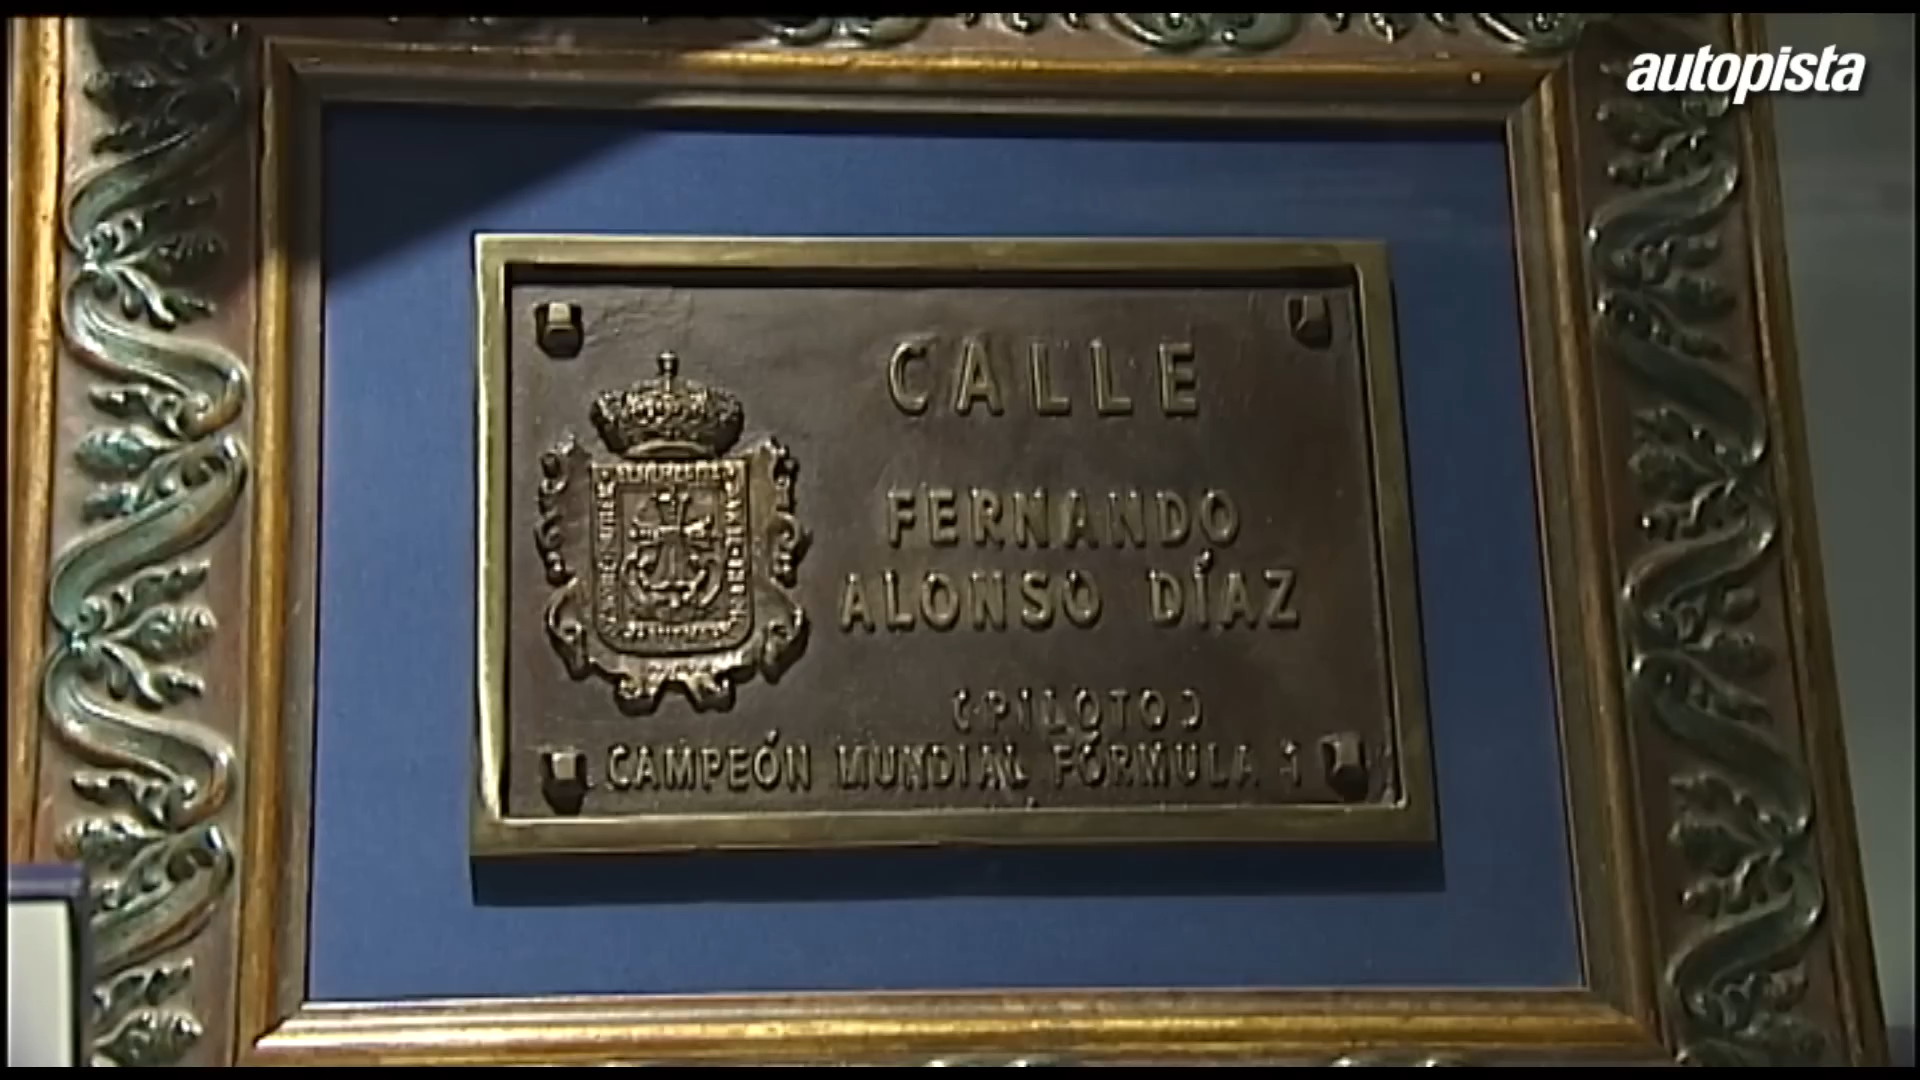 autopista
CALLE
FERNANDO
ALONSO DÍAZ
(PILOTO)
CAMPEÓN MUNDIAL FÓRMULA 1